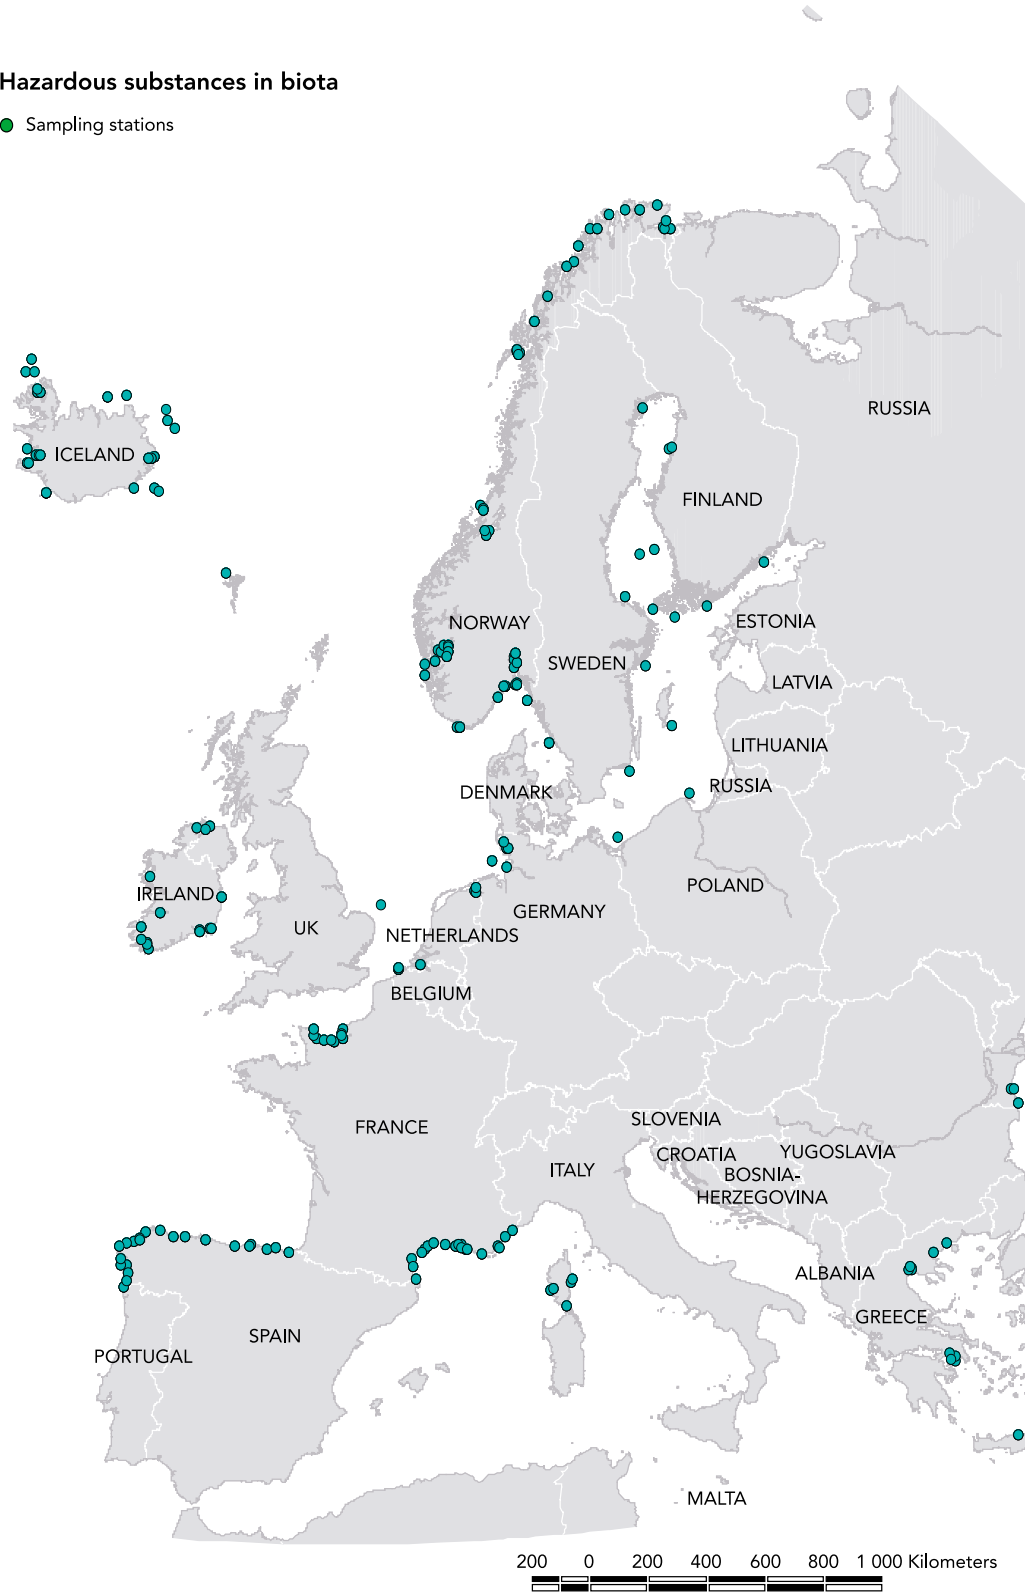 Hazardous substances in biota
Sampling stations
RUSSIA
ICELAND
FINLAND
NORWAY
ESTONIA
SWEDEN
LATVIA
LITHUANIA
RUSSIA
DENMARK
POLAND
IRELAND
GERMANY
UK
NETHERLANDS
BELGIUM
SLOVENIA
FRANCE
CROATIA
YUGOSLAVIA
ITALY
BOSNIA-
HERZEGOVINA
ALBANIA
GREECE
SPAIN
PORTUGAL
MALTA
200 0 200 400 600 800 1 000 Kilometers